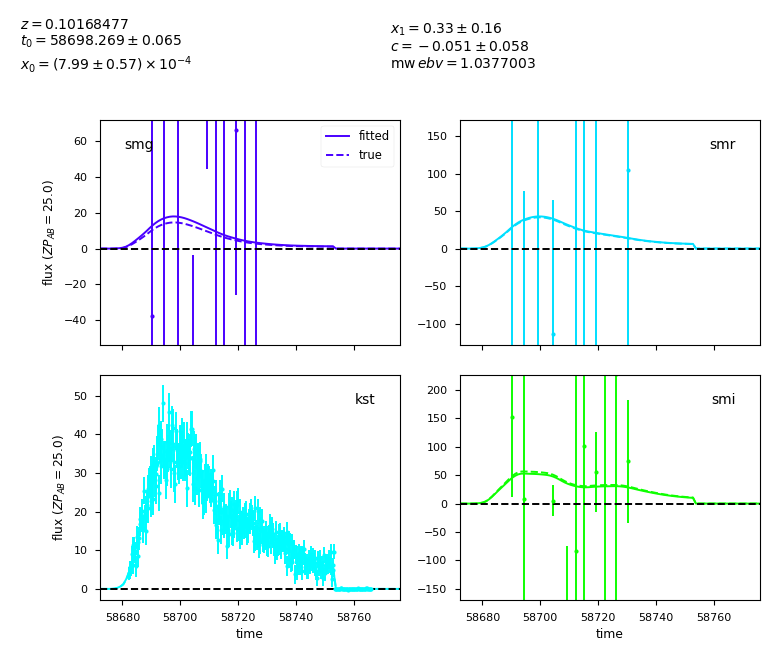 z = 0.10168477
t₀ = 58698.269 ± 0.065
x₀ = (7.99 ± 0.57) × 10⁻⁴
x₁ = 0.33 ± 0.16
c = −0.051 ± 0.058
mw ebv = 1.0377003
smg
fitted
true
60
40
20
0
−20
−40
flux (ZP_AB = 25.0)
smr
150
100
50
0
−50
−100
kst
50
40
30
20
10
0
flux (ZP_AB = 25.0)
58680 58700 58720 58740 58760
time
smi
200
150
100
50
0
−50
−100
−150
58680 58700 58720 58740 58760
time